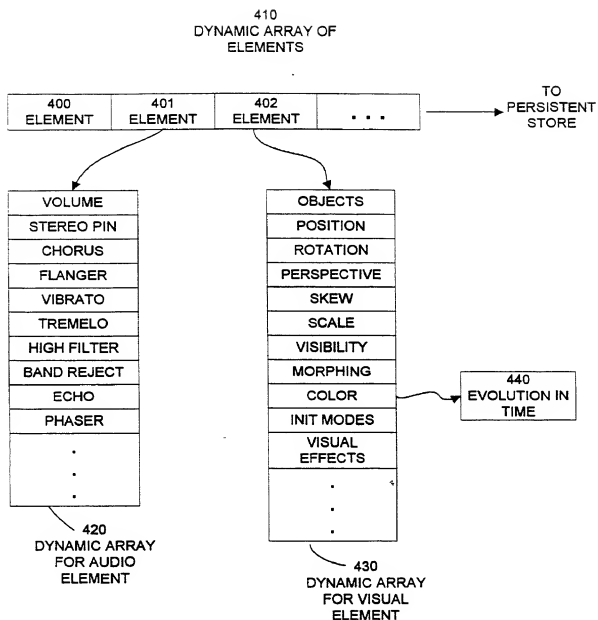 410
DYNAMIC ARRAY OF
ELEMENTS
400
ELEMENT
401
ELEMENT
402
ELEMENT
. . .
TO
PERSISTENT
STORE
VOLUME
STEREO PIN
CHORUS
FLANGER
VIBRATO
TREMELO
HIGH FILTER
BAND REJECT
ECHO
PHASER
.
.
.
420
DYNAMIC ARRAY
FOR AUDIO
ELEMENT
OBJECTS
POSITION
ROTATION
PERSPECTIVE
SKEW
SCALE
VISIBILITY
MORPHING
COLOR
INIT MODES
VISUAL
EFFECTS
.
.
.
430
DYNAMIC ARRAY
FOR VISUAL
ELEMENT
440
EVOLUTION IN
TIME